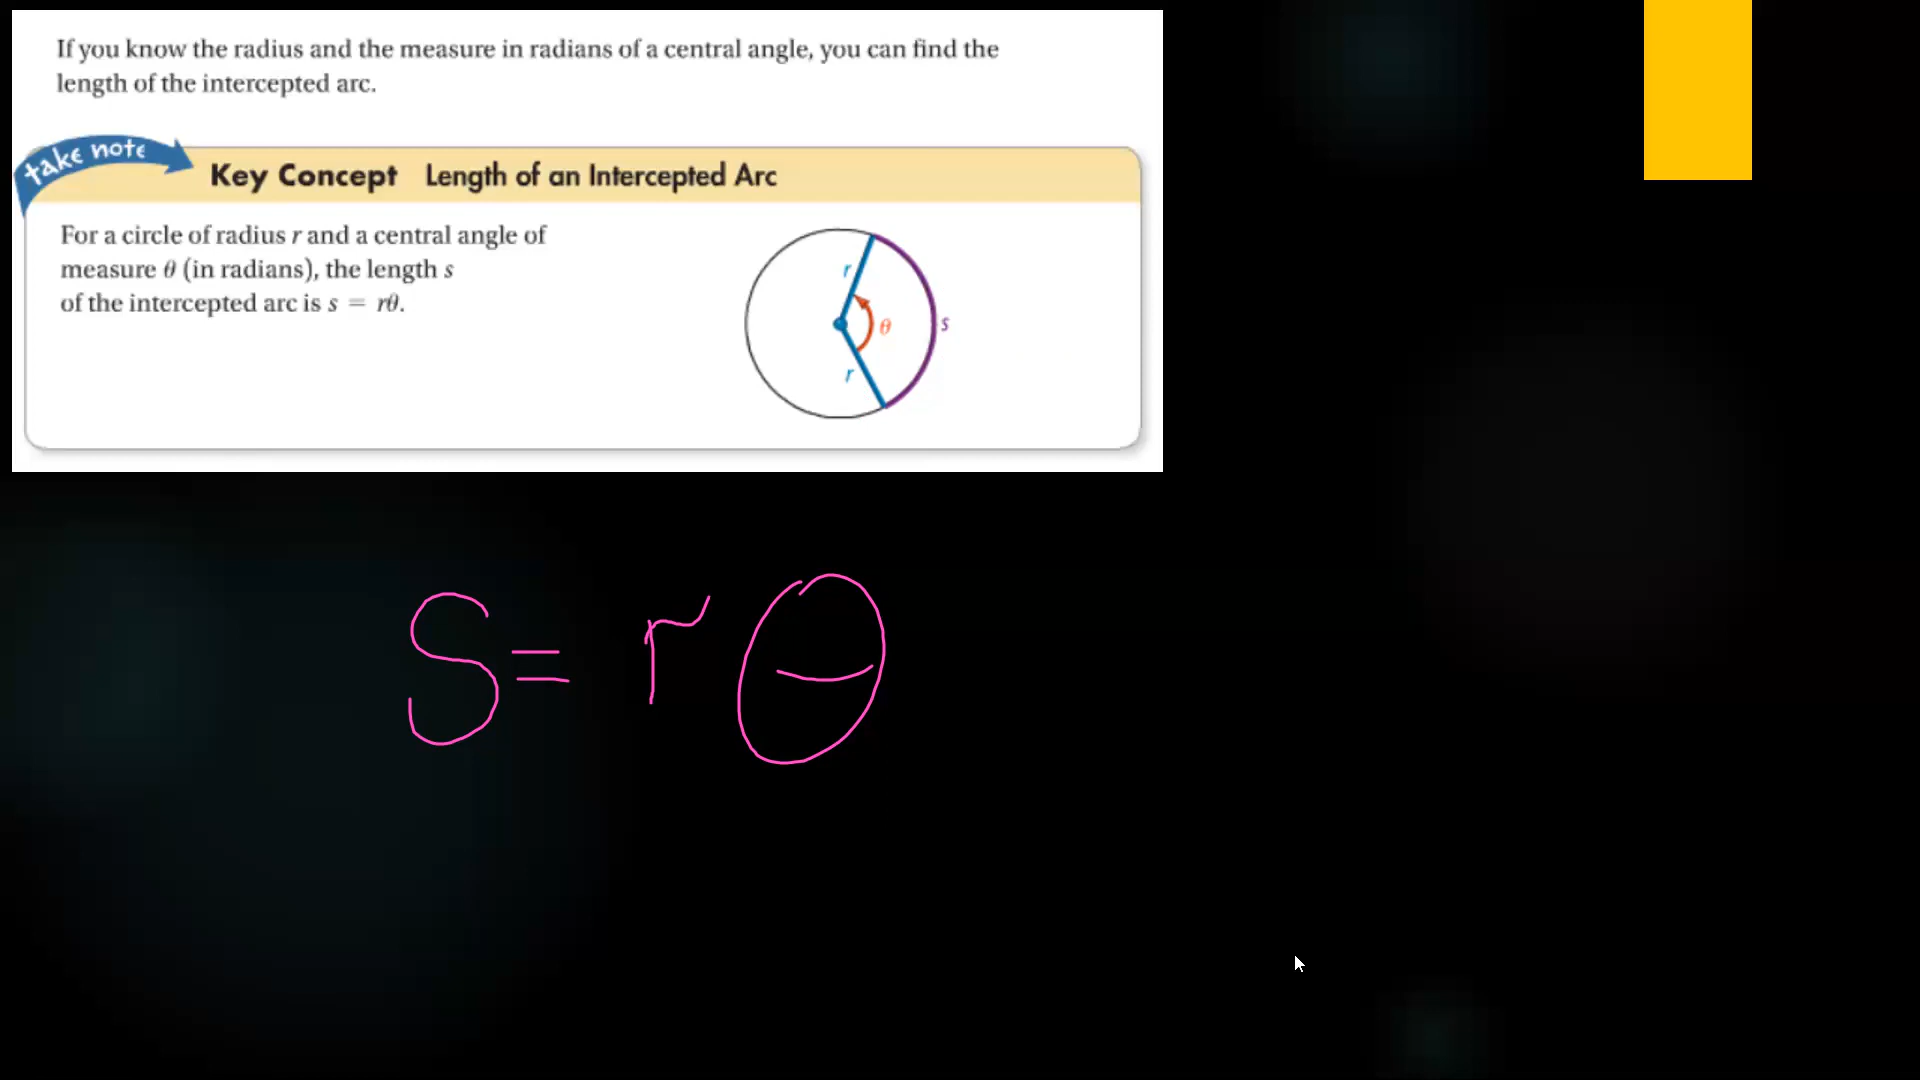 If you know the radius and the measure in radians of a central angle, you can find the
length of the intercepted arc.
take note
Key Concept Length of an Intercepted Arc
For a circle of radius r and a central angle of
measure θ (in radians), the length s
of the intercepted arc is s = rθ.
r
θ
s
r
S = r θ